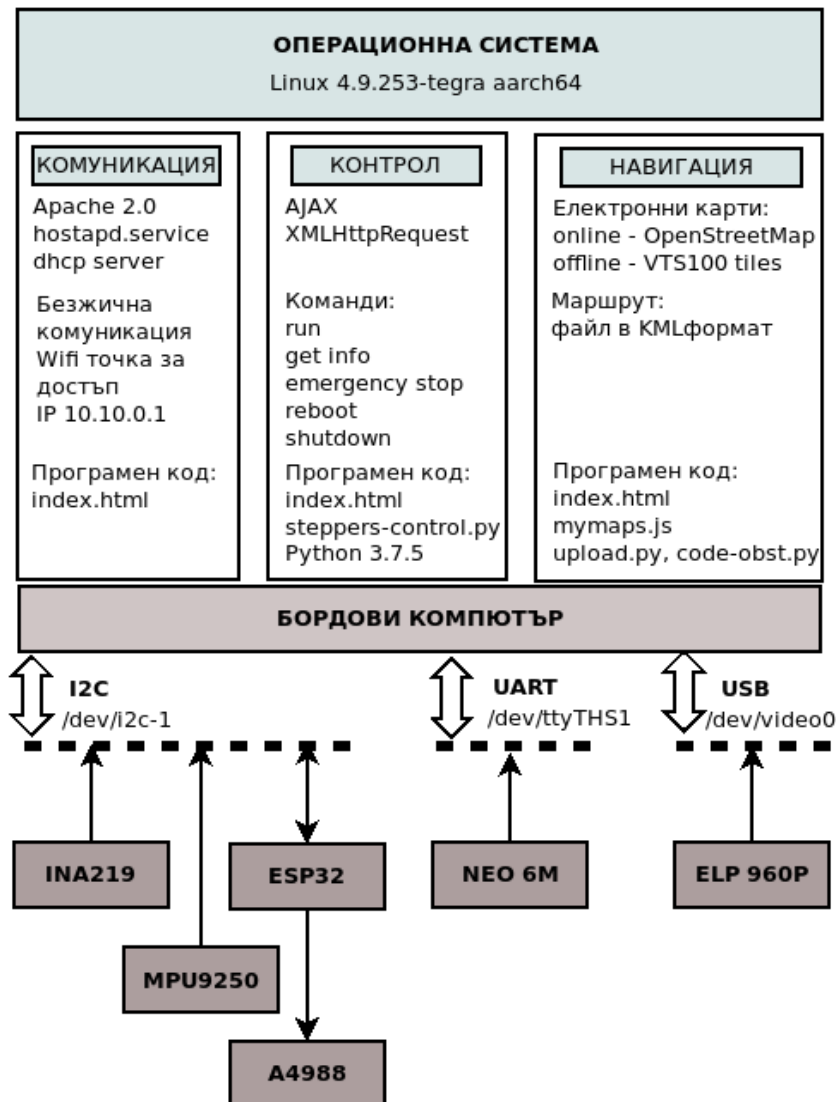 ОПЕРАЦИОННА СИСТЕМА
Linux 4.9.253-tegra aarch64
КОМУНИКАЦИЯ
Apache 2.0
hostapd.service
dhcp server
Безжична
комуникация
Wifi точка за
достъп
IP 10.10.0.1
Програмен код:
index.html
КОНТРОЛ
AJAX
XMLHttpRequest
Команди:
run
get info
emergency stop
reboot
shutdown
Програмен код:
index.html
steppers-control.py
Python 3.7.5
НАВИГАЦИЯ
Електронни карти:
online - OpenStreetMap
offline - VTS100 tiles
Маршрут:
файл в KMLформат
Програмен код:
index.html
mymaps.js
upload.py, code-obst.py
БОРДОВИ КОМПЮТЪР
I2C
/dev/i2c-1
UART
/dev/ttyTHS1
USB
/dev/video0
INA219
ESP32
NEO 6M
ELP 960P
MPU9250
A4988